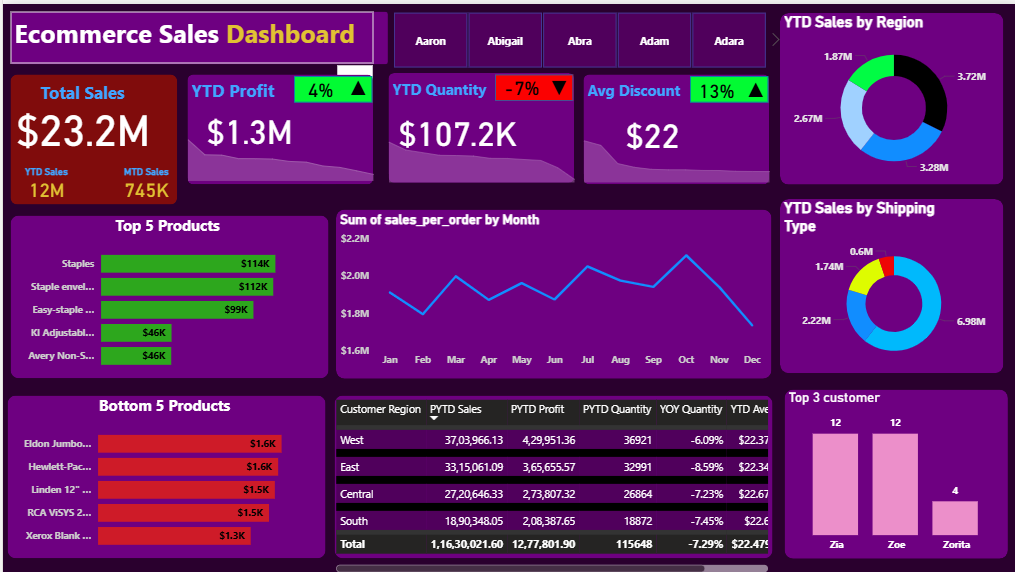 Ecommerce Sales Dashboard
Aaron
Abigail
Abra
Adam
Adara
Total Sales
$23.2M
YTD Sales
MTD Sales
12M
745K
YTD Profit
4%
$1.3M
YTD Quantity
-7%
$107.2K
Avg Discount
13%
$22
YTD Sales by Region
1.87M
3.72M
2.67M
3.28M
Top 5 Products
Staples
$114K
Staple envel...
$112K
Easy-staple ...
$99K
KI Adjustabl...
$46K
Avery Non-S...
$46K
Sum of sales_per_order by Month
$2.2M
$2.0M
$1.8M
$1.6M
Jan Feb Mar Apr May Jun Jul Aug Sep Oct Nov Dec
YTD Sales by Shipping
Type
0.6M
1.74M
2.22M
6.98M
Bottom 5 Products
Eldon Jumbo...
$1.6K
Hewlett-Pac...
$1.6K
Linden 12" ...
$1.5K
RCA ViSYS 2...
$1.5K
Xerox Blank ...
$1.3K
Customer Region PYTD Sales PYTD Profit PYTD Quantity YOY Quantity YTD Ave
West 37,03,966.13 4,29,951.36 36921 -6.09% $22.37
East 33,15,061.09 3,65,655.57 32991 -8.59% $22.34
Central 27,20,646.33 2,73,807.32 26864 -7.23% $22.67
South 18,90,348.05 2,08,387.65 18872 -7.45% $22.6
Total 1,16,30,021.60 12,77,801.90 115648 -7.29% $22.479
Top 3 customer
12
12
4
Zia
Zoe
Zorita